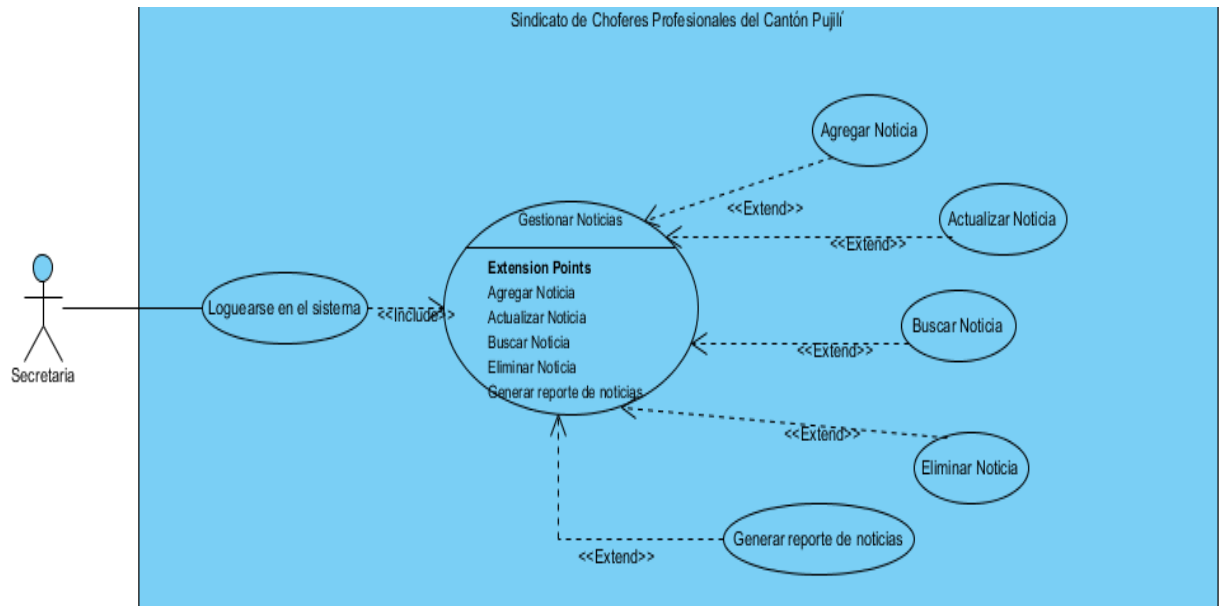 Sindicato de Choferes Profesionales del Cantón Pujilí
Agregar Noticia
<<Extend>>
Actualizar Noticia
<<Extend>>
Gestionar Noticias
Extension Points
Agregar Noticia
Actualizar Noticia
Buscar Noticia
Eliminar Noticia
Generar reporte de noticias
Secretaria
Loguearse en el sistema
<<Include>>
Buscar Noticia
<<Extend>>
<<Extend>>
Eliminar Noticia
Generar reporte de noticias
<<Extend>>